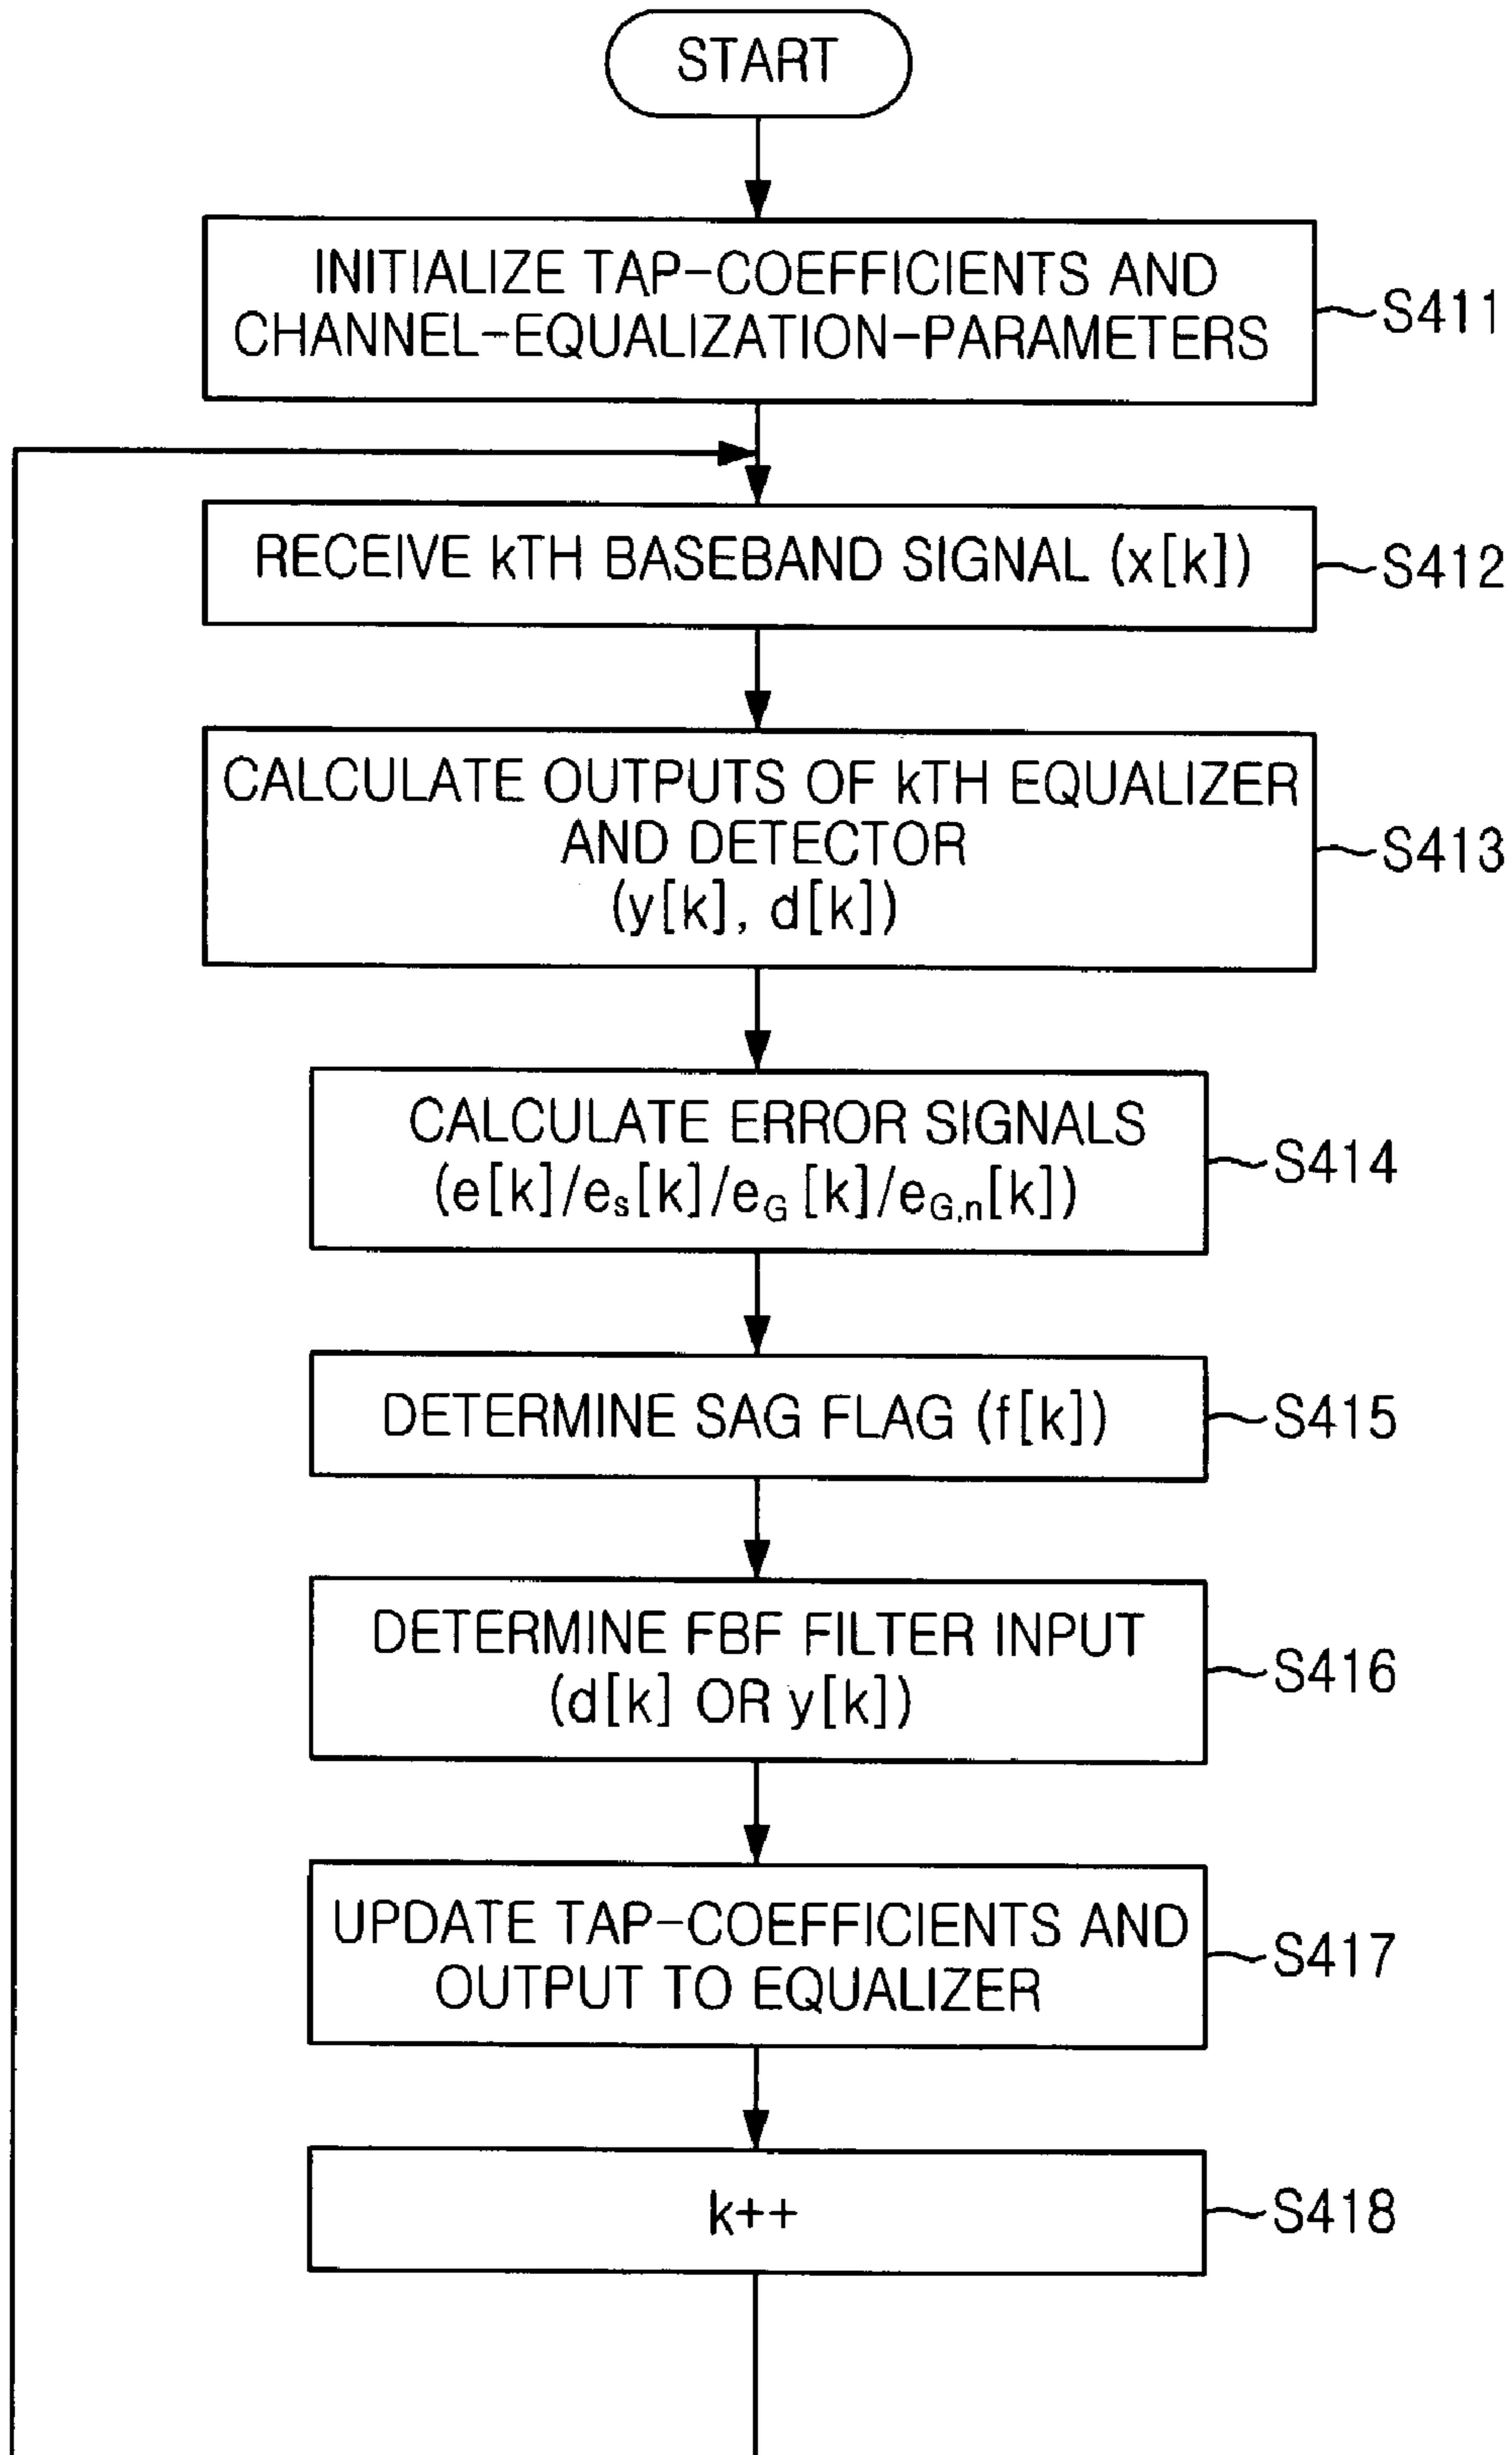 START
INITIALIZE TAP-COEFFICIENTS AND
CHANNEL-EQUALIZATION-PARAMETERS
S411
RECEIVE kTH BASEBAND SIGNAL (x[k])
S412
CALCULATE OUTPUTS OF kTH EQUALIZER
AND DETECTOR
(y[k], d[k])
S413
CALCULATE ERROR SIGNALS
(e[k]/es[k]/eG [k]/eG,n[k])
S414
DETERMINE SAG FLAG (f[k])
S415
DETERMINE FBF FILTER INPUT
(d[k] OR y[k])
S416
UPDATE TAP-COEFFICIENTS AND
OUTPUT TO EQUALIZER
S417
k++
S418